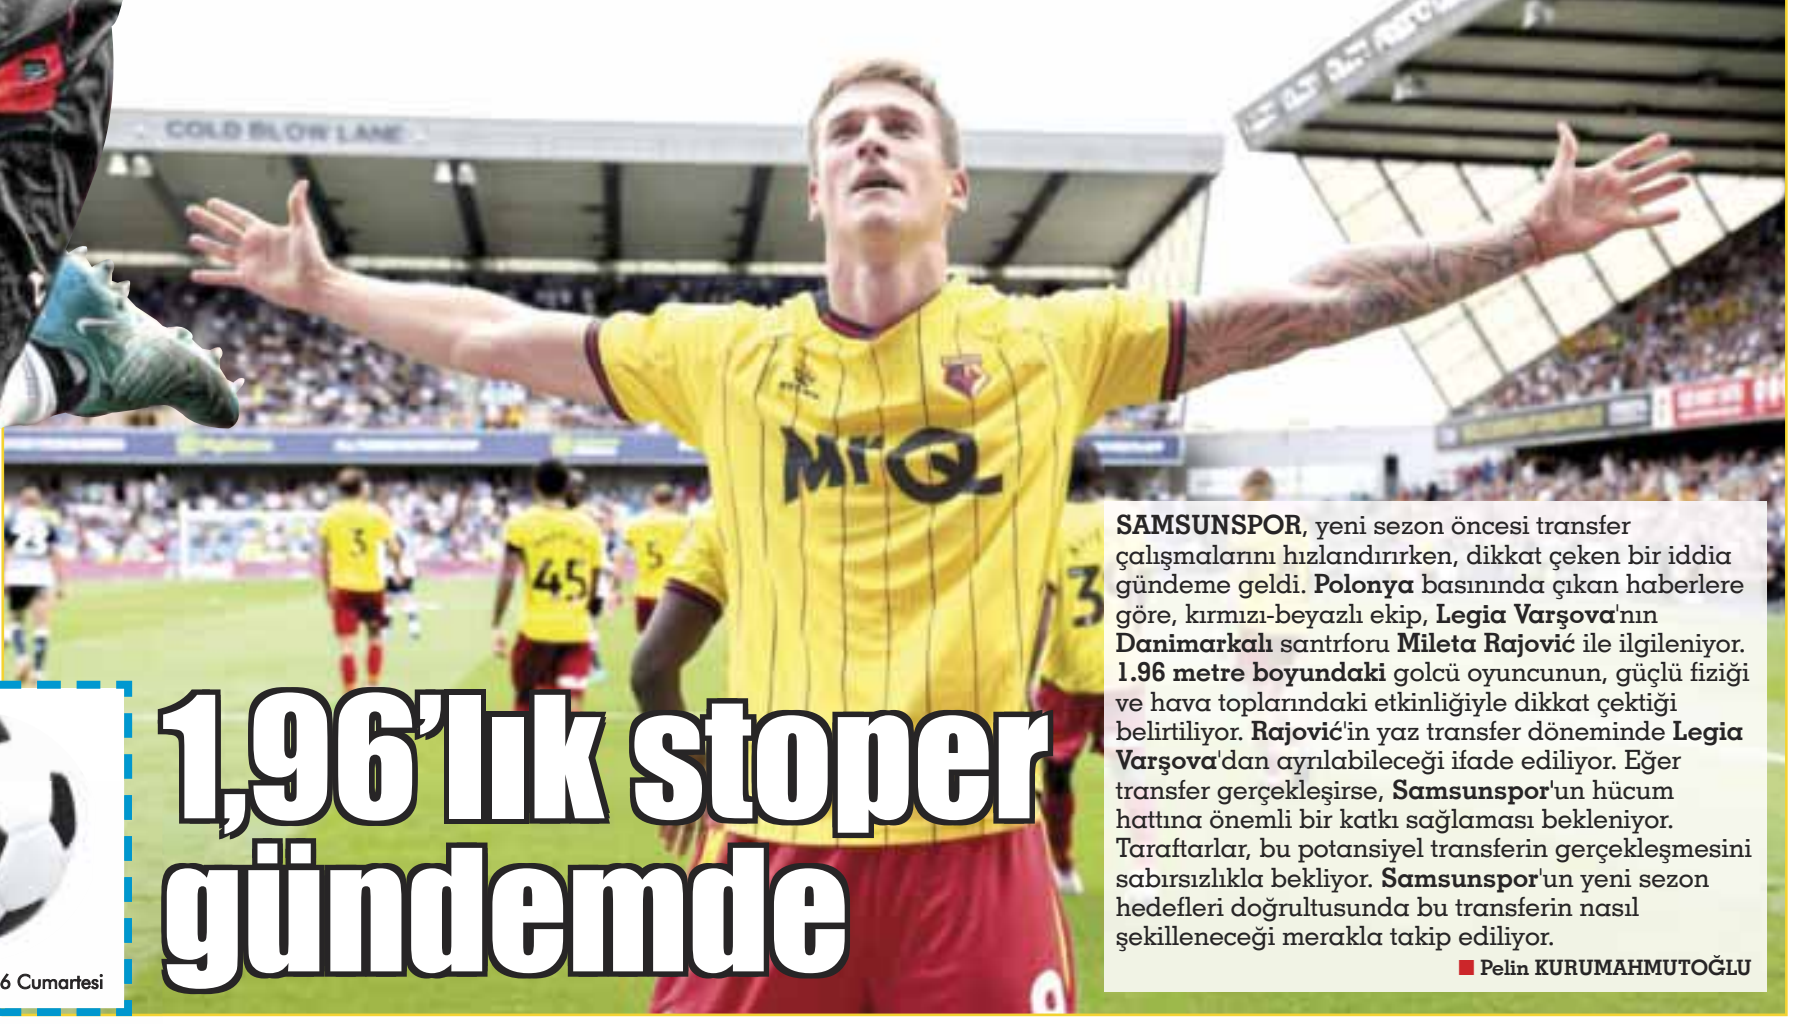 COLD BLOW LANE
MrQ
3
45
5
3
1,96'lık stoper
gündemde
SAMSUNSPOR, yeni sezon öncesi transfer
çalışmalarını hızlandırırken, dikkat çeken bir iddia
gündeme geldi. Polonya basınında çıkan haberlere
göre, kırmızı-beyazlı ekip, Legia Varşova'nın
Danimarkalı santrforu Mileta Rajović ile ilgileniyor.
1.96 metre boyundaki golcü oyuncunun, güçlü fiziği
ve hava toplarındaki etkinliğiyle dikkat çektiği
belirtiliyor. Rajović'in yaz transfer döneminde Legia
Varşova'dan ayrılabileceği ifade ediliyor. Eğer
transfer gerçekleşirse, Samsunspor'un hücum
hattına önemli bir katkı sağlaması bekleniyor.
Taraftarlar, bu potansiyel transferin gerçekleşmesini
sabırsızlıkla bekliyor. Samsunspor'un yeni sezon
hedefleri doğrultusunda bu transferin nasıl
şekilleneceği merakla takip ediliyor.
Pelin KURUMAHMUTOĞLU
6 Cumartesi
9